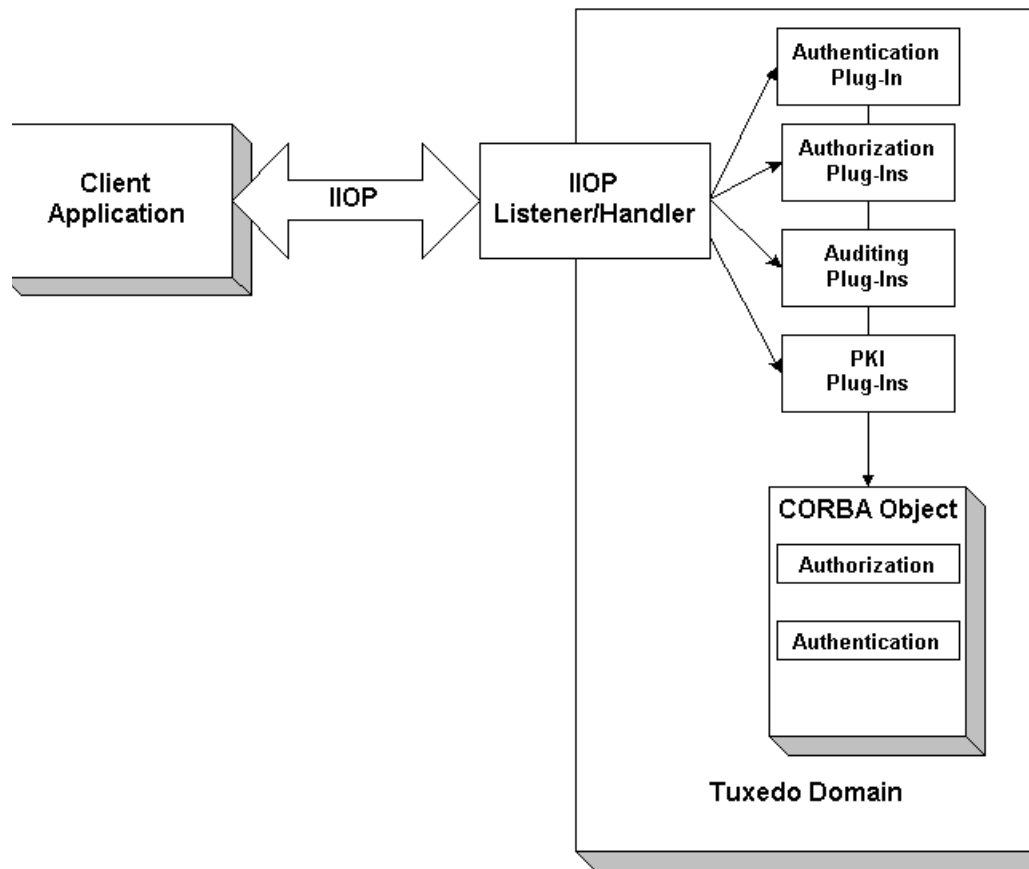 Authentication
Plug-In
Authorization
Plug-Ins
Client
Application
IIOP
IIOP
Listener/Handler
Auditing
Plug-Ins
PKI
Plug-Ins
CORBA Object
Authorization
Authentication
Tuxedo Domain